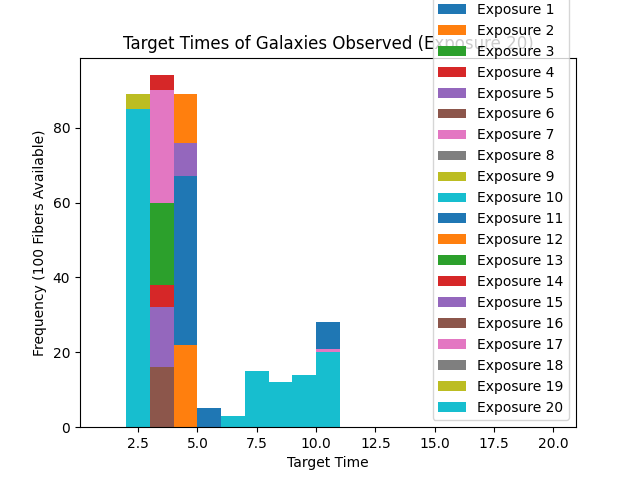 Target Times of Galaxies Observed (Exposure 20)
Exposure 1
Exposure 2
Exposure 3
Exposure 4
Exposure 5
Exposure 6
Exposure 7
Exposure 8
Exposure 9
Exposure 10
Exposure 11
Exposure 12
Exposure 13
Exposure 14
Exposure 15
Exposure 16
Exposure 17
Exposure 18
Exposure 19
Exposure 20
Frequency (100 Fibers Available)
80
60
40
20
0
2.5 5.0 7.5 10.0 12.5 15.0 17.5 20.0
Target Time